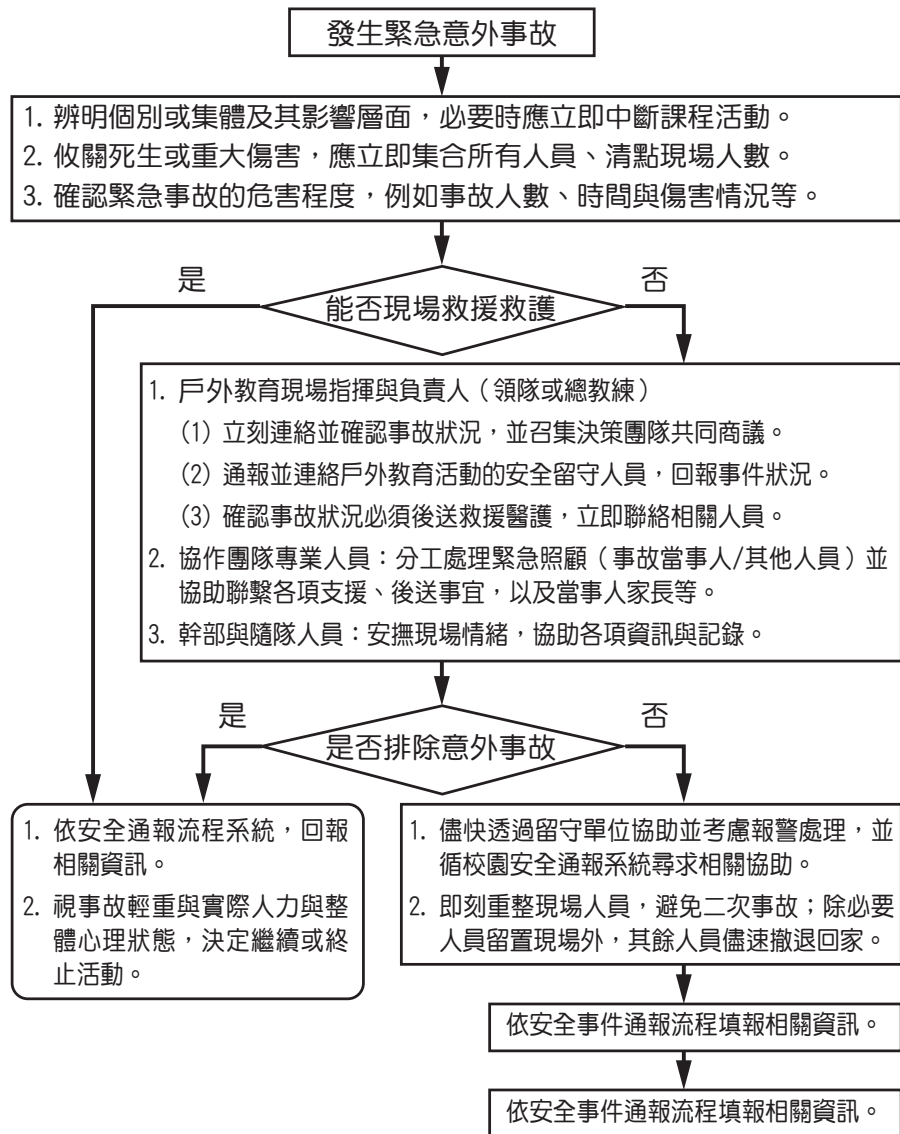 發生緊急意外事故
1. 辨明個別或集體及其影響層面，必要時應立即中斷課程活動。
2. 攸關死生或重大傷害，應立即集合所有人員、清點現場人數。
3. 確認緊急事故的危害程度，例如事故人數、時間與傷害情況等。
是
否
能否現場救援救護
1. 戶外教育現場指揮與負責人（領隊或總教練）
(1) 立刻連絡並確認事故狀況，並召集決策團隊共同商議。
(2) 通報並連絡戶外教育活動的安全留守人員，回報事件狀況。
(3) 確認事故狀況必須後送救援醫護，立即聯絡相關人員。
2. 協作團隊專業人員：分工處理緊急照顧（事故當事人/其他人員）並
協助聯繫各項支援、後送事宜，以及當事人家長等。
3. 幹部與隨隊人員：安撫現場情緒，協助各項資訊與記錄。
是
否
是否排除意外事故
1. 依安全通報流程系統，回報
相關資訊。
2. 視事故輕重與實際人力與整
體心理狀態，決定繼續或終
止活動。
1. 儘快透過留守單位協助並考慮報警處理，並
循校園安全通報系統尋求相關協助。
2. 即刻重整現場人員，避免二次事故；除必要
人員留置現場外，其餘人員儘速撤退回家。
依安全事件通報流程填報相關資訊。
依安全事件通報流程填報相關資訊。